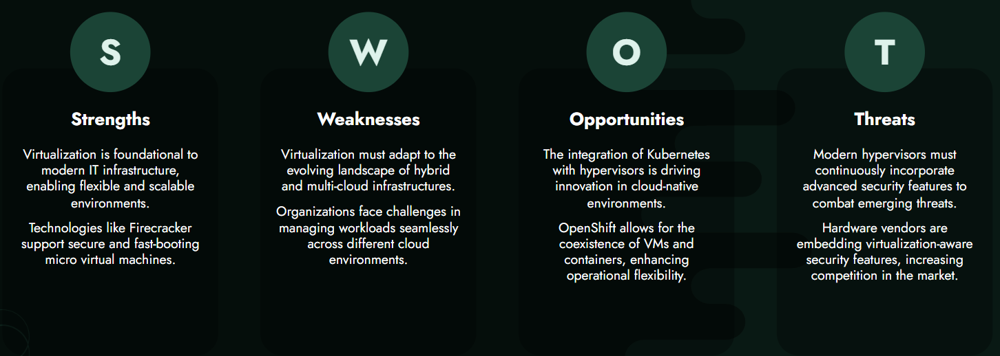 S
Strengths
Virtualization is foundational to
modern IT infrastructure,
enabling flexible and scalable
environments.
Technologies like Firecracker
support secure and fast-booting
micro virtual machines.
W
Weaknesses
Virtualization must adapt to the
evolving landscape of hybrid
and multi-cloud infrastructures.
Organizations face challenges in
managing workloads seamlessly
across different cloud
environments.
O
Opportunities
The integration of Kubernetes
with hypervisors is driving
innovation in cloud-native
environments.
OpenShift allows for the
coexistence of VMs and
containers, enhancing
operational flexibility.
T
Threats
Modern hypervisors must
continuously incorporate
advanced security features to
combat emerging threats.
Hardware vendors are
embedding virtualization-aware
security features, increasing
competition in the market.